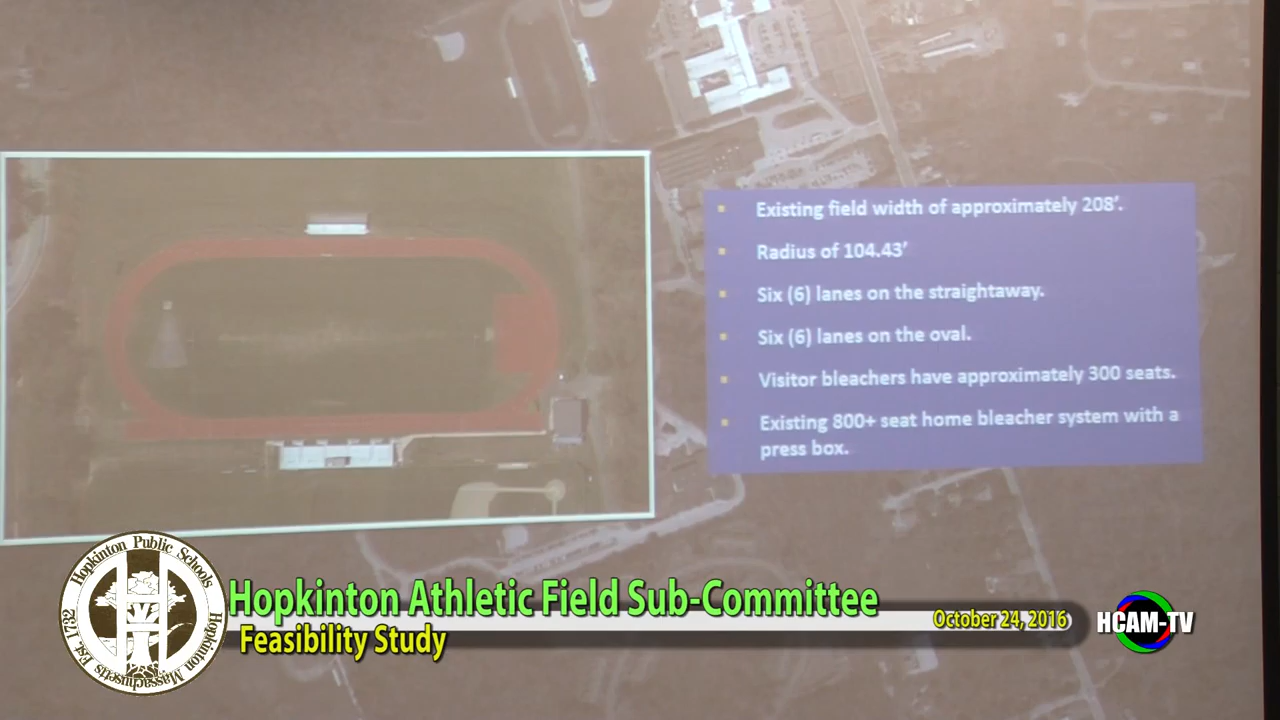 Existing field width of approximately 208'.
Radius of 104.43'
Six (6) lanes on the straightaway.
Six (6) lanes on the oval.
Visitor bleachers have approximately 300 seats.
Existing 800+ seat home bleacher system with a
press box.
Hopkinton Public Schools
Hopkinton, Massachusetts
Est. 1732
Hopkinton Athletic Field Sub-Committee
Feasibility Study
October 24, 2016
HCAM-TV